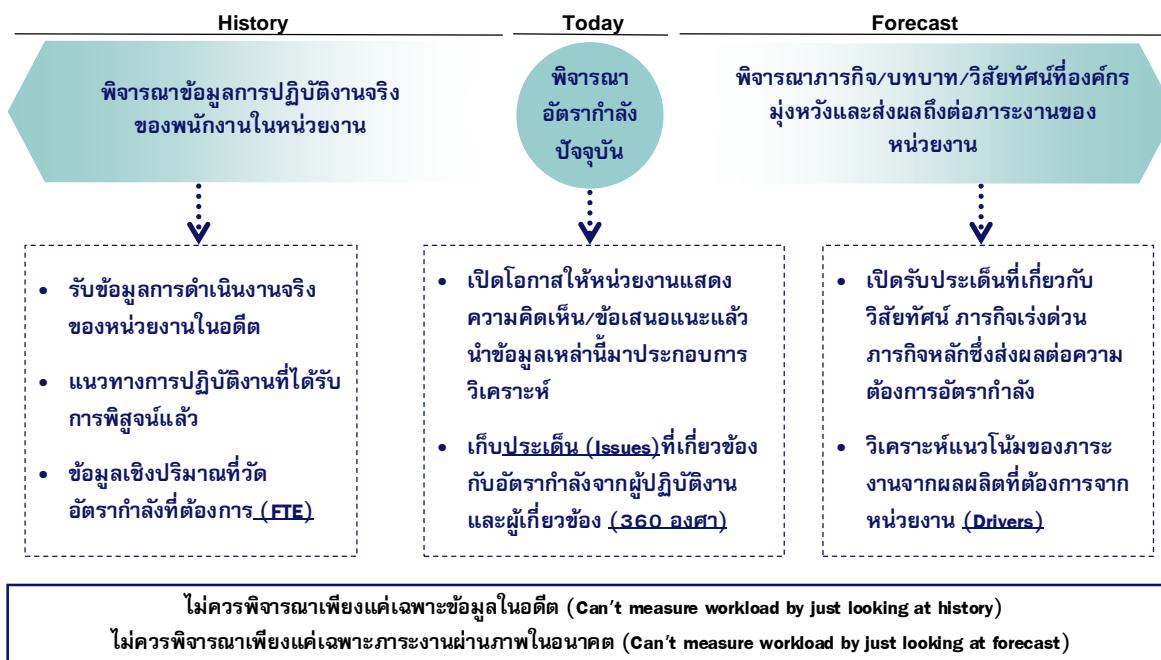 History
Today
Forecast
พิจารณาข้อมูลการปฏิบัติงานจริง
ของพนักงานในหน่วยงาน
พิจารณา
อัตรากำลัง
ปัจจุบัน
พิจารณาภารกิจ/บทบาท/วิสัยทัศน์ที่องค์กร
มุ่งหวังและส่งผลถึงต่อภาระงานของ
หน่วยงาน
• รับข้อมูลการดำเนินงานจริง
ของหน่วยงานในอดีต
• แนวทางการปฏิบัติงานที่ได้รับ
การพิสูจน์แล้ว
• ข้อมูลเชิงปริมาณที่วัด
อัตรากำลังที่ต้องการ (FTE)
• เปิดโอกาสให้หน่วยงานแสดง
ความคิดเห็น/ข้อเสนอแนะแล้ว
นำข้อมูลเหล่านี้มาประกอบการ
วิเคราะห์
• เก็บประเด็น (Issues)ที่เกี่ยวข้อง
กับอัตรากำลังจากผู้ปฏิบัติงาน
และผู้เกี่ยวข้อง (360 องศา)
• เปิดรับประเด็นที่เกี่ยวกับ
วิสัยทัศน์ ภารกิจเร่งด่วน
ภารกิจหลักซึ่งส่งผลต่อความ
ต้องการอัตรากำลัง
• วิเคราะห์แนวโน้มของภาระ
งานจากผลผลิตที่ต้องการจาก
หน่วยงาน (Drivers)
ไม่ควรพิจารณาเพียงแค่เฉพาะข้อมูลในอดีต (Can't measure workload by just looking at history)
ไม่ควรพิจารณาเพียงแค่เฉพาะภาระงานผ่านภาพในอนาคต (Can't measure workload by just looking at forecast)